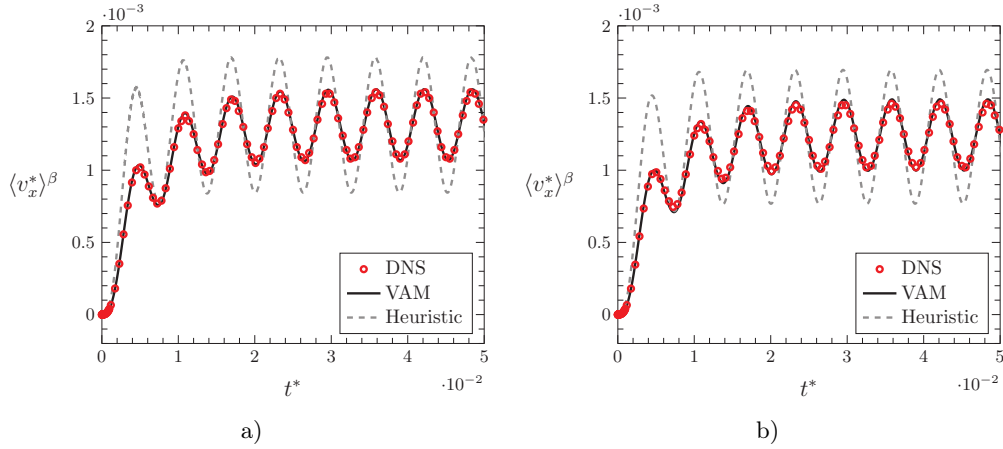 ·10⁻³
2
1.5
1
0.5
0
⟨v*ₓ⟩ᵝ
DNS
VAM
Heuristic
0 1 2 3 4 5
·10⁻²
t*
a)
·10⁻³
2
1.5
1
0.5
0
⟨v*ₓ⟩ᵝ
DNS
VAM
Heuristic
0 1 2 3 4 5
·10⁻²
t*
b)